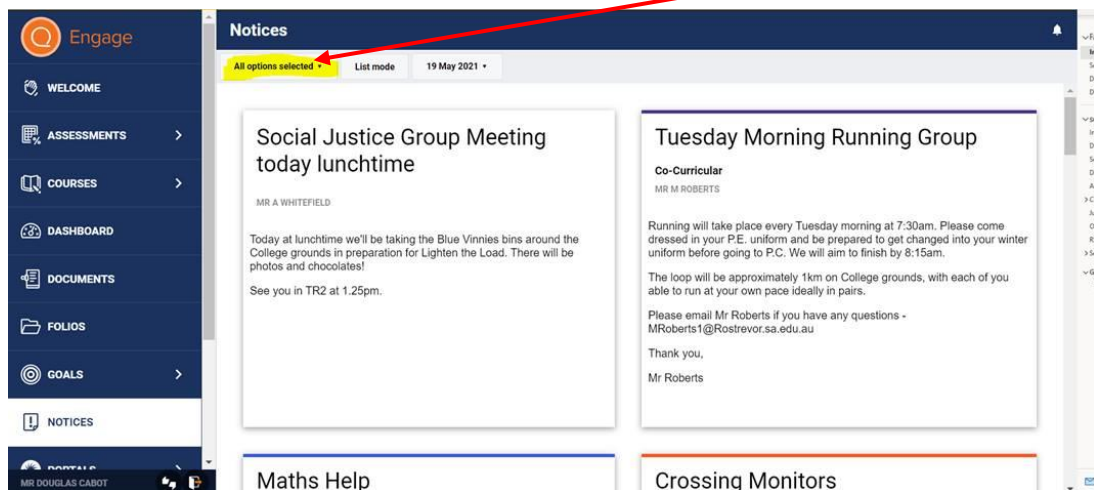 Engage
WELCOME
ASSESSMENTS
COURSES
DASHBOARD
DOCUMENTS
FOLIOS
GOALS
NOTICES
MR DOUGLAS CABOT
Notices
All options selected
List mode
19 May 2021
Social Justice Group Meeting
today lunchtime
MR A WHITEFIELD
Today at lunchtime we'll be taking the Blue Vinnies bins around the
College grounds in preparation for Lighten the Load. There will be
photos and chocolates!
See you in TR2 at 1.25pm.
Tuesday Morning Running Group
Co-Curricular
MR M ROBERTS
Running will take place every Tuesday morning at 7:30am. Please come
dressed in your P.E. uniform and be prepared to get changed into your winter
uniform before going to P.C. We will aim to finish by 8:15am.
The loop will be approximately 1km on College grounds, with each of you
able to run at your own pace ideally in pairs.
Please email Mr Roberts if you have any questions -
MRoberts1@Rostrevor.sa.edu.au
Thank you,
Mr Roberts
Maths Help
Crossing Monitors